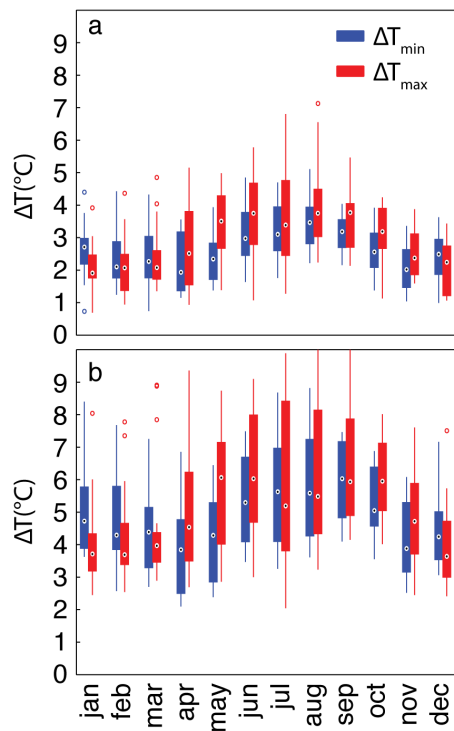 a
ΔTmin
ΔTmax
ΔT(°C)
9
8
7
6
5
4
3
2
1
0
b
ΔT(°C)
9
8
7
6
5
4
3
2
1
0
jan
feb
mar
apr
may
jun
jul
aug
sep
oct
nov
dec